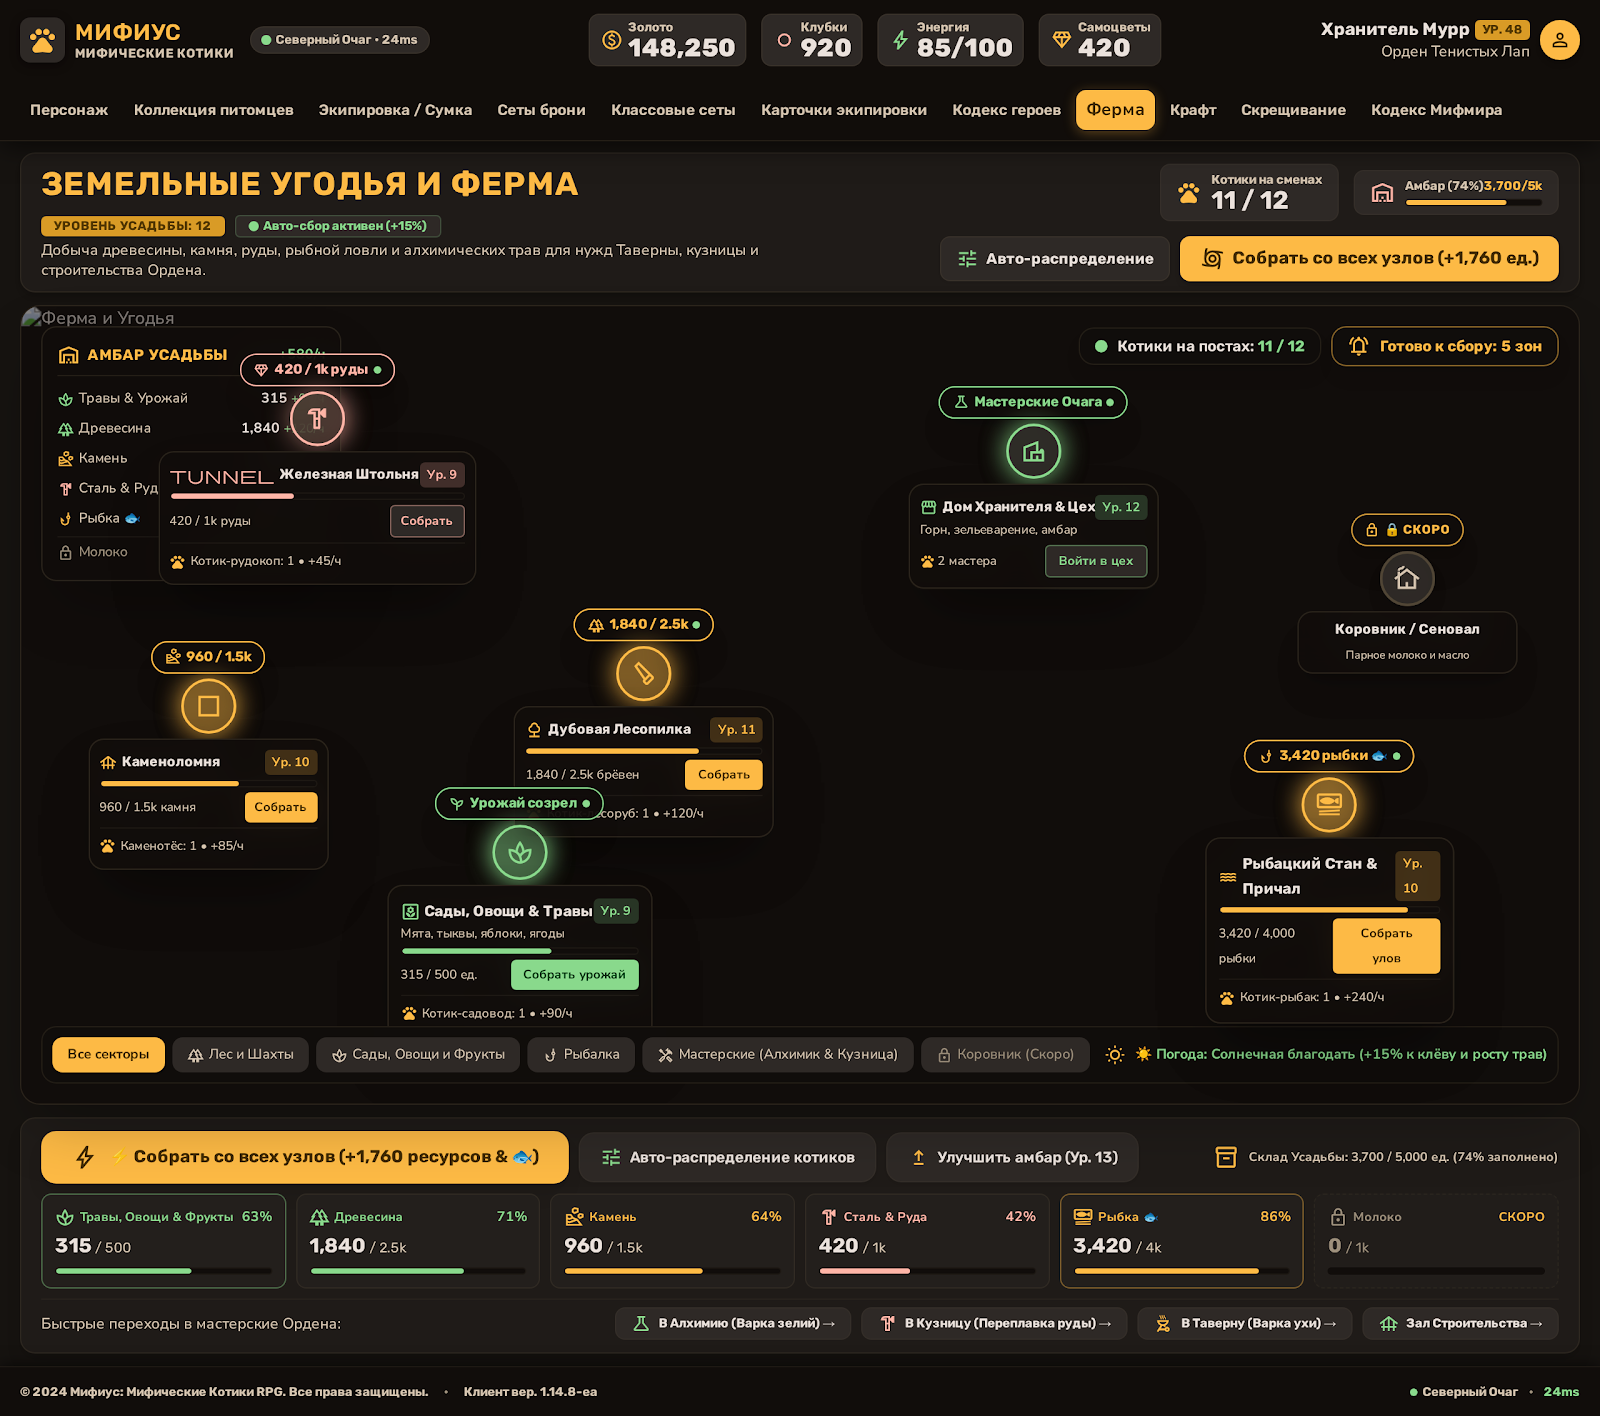 МИФИУС
МИФИЧЕСКИЕ КОТИКИ
Северный Очаг • 24ms
Золото
148,250
Клубки
920
Энергия
85/100
Самоцветы
420
Хранитель Мурр УР. 48
Орден Тенистых Лап
Персонаж
Коллекция питомцев
Экипировка / Сумка
Сеты брони
Классовые сеты
Карточки экипировки
Кодекс героев
Ферма
Крафт
Скрещивание
Кодекс Мифмира
ЗЕМЕЛЬНЫЕ УГОДЬЯ И ФЕРМА
УРОВЕНЬ УСАДЬБЫ: 12
Авто-сбор активен (+15%)
Добыча древесины, камня, руды, рыбной ловли и алхимических трав для нужд Таверны, кузницы и
строительства Ордена.
Котики на сменах
11 / 12
Амбар (74%)3,700/5k
Авто-распределение
Собрать со всех узлов (+1,760 ед.)
Ферма и Угодья
АМБАР УСАДЬБЫ
Травы & Урожай 315
Древесина 1,840
Камень
Сталь & Руд
Рыбка 🐟
Молоко
420 / 1k руды
TUNNEL Железная Штольня Ур. 9
420 / 1k руды
Собрать
Котик-рудокоп: 1 • +45/ч
Котики на постах: 11 / 12
Готово к сбору: 5 зон
Мастерские Очага
Дом Хранителя & Цех Ур. 12
Горн, зельеварение, амбар
2 мастера
Войти в цех
🔒 СКОРО
Коровник / Сеновал
Парное молоко и масло
960 / 1.5k
Каменоломня Ур. 10
960 / 1.5k камня
Собрать
Каменотёс: 1 • +85/ч
1,840 / 2.5k
Дубовая Лесопилка Ур. 11
1,840 / 2.5k брёвен
Собрать
соруб: 1 • +120/ч
Урожай созрел
Сады, Овощи & Травы Ур. 9
Мята, тыквы, яблоки, ягоды
315 / 500 ед.
Собрать урожай
Котик-садовод: 1 • +90/ч
3,420 рыбки 🐟
Рыбацкий Стан &
Причал
Ур.
10
3,420 / 4,000
рыбки
Собрать
улов
Котик-рыбак: 1 • +240/ч
Все секторы
Лес и Шахты
Сады, Овощи и Фрукты
Рыбалка
Мастерские (Алхимик & Кузница)
Коровник (Скоро)
☀️ Погода: Солнечная благодать (+15% к клёву и росту трав)
⚡ Собрать со всех узлов (+1,760 ресурсов & 🐟)
Авто-распределение котиков
Улучшить амбар (Ур. 13)
Склад Усадьбы: 3,700 / 5,000 ед. (74% заполнено)
Травы, Овощи & Фрукты 63%
315 / 500
Древесина 71%
1,840 / 2.5k
Камень 64%
960 / 1.5k
Сталь & Руда 42%
420 / 1k
Рыбка 🐟 86%
3,420 / 4k
Молоко СКОРО
0 / 1k
Быстрые переходы в мастерские Ордена:
В Алхимию (Варка зелий) →
В Кузницу (Переплавка руды) →
В Таверну (Варка ухи) →
Зал Строительства →
© 2024 Мифиус: Мифические Котики RPG. Все права защищены. • Клиент вер. 1.14.8-ea
Северный Очаг • 24ms